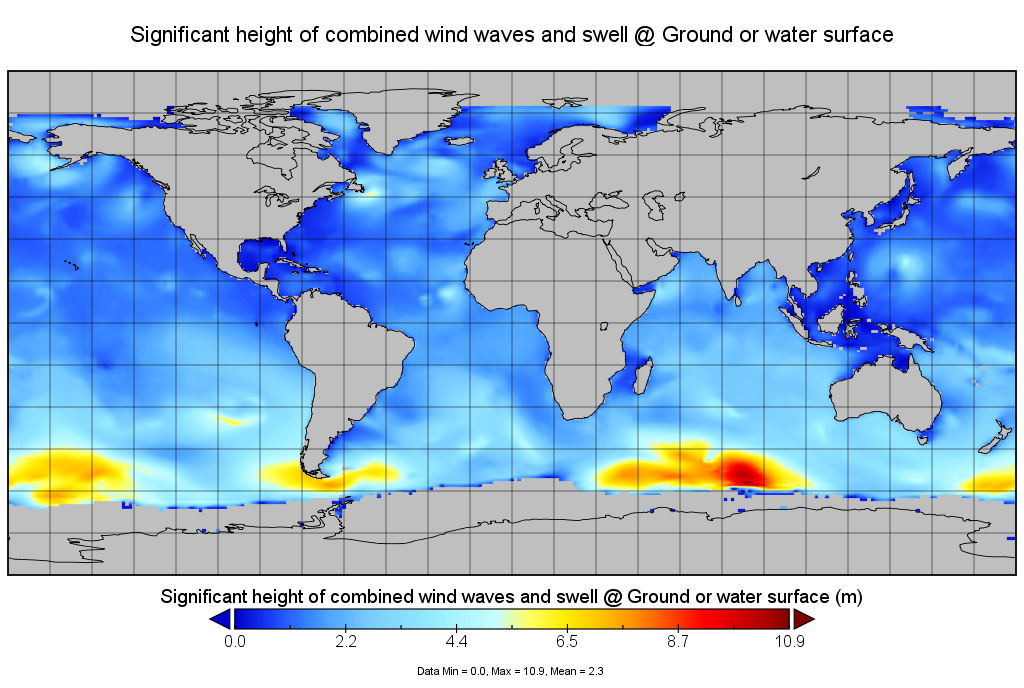 Significant height of combined wind waves and swell @ Ground or water surface
Significant height of combined wind waves and swell @ Ground or water surface (m)
0.0 2.2 4.4 6.5 8.7 10.9
Data Min = 0.0, Max = 10.9, Mean = 2.3